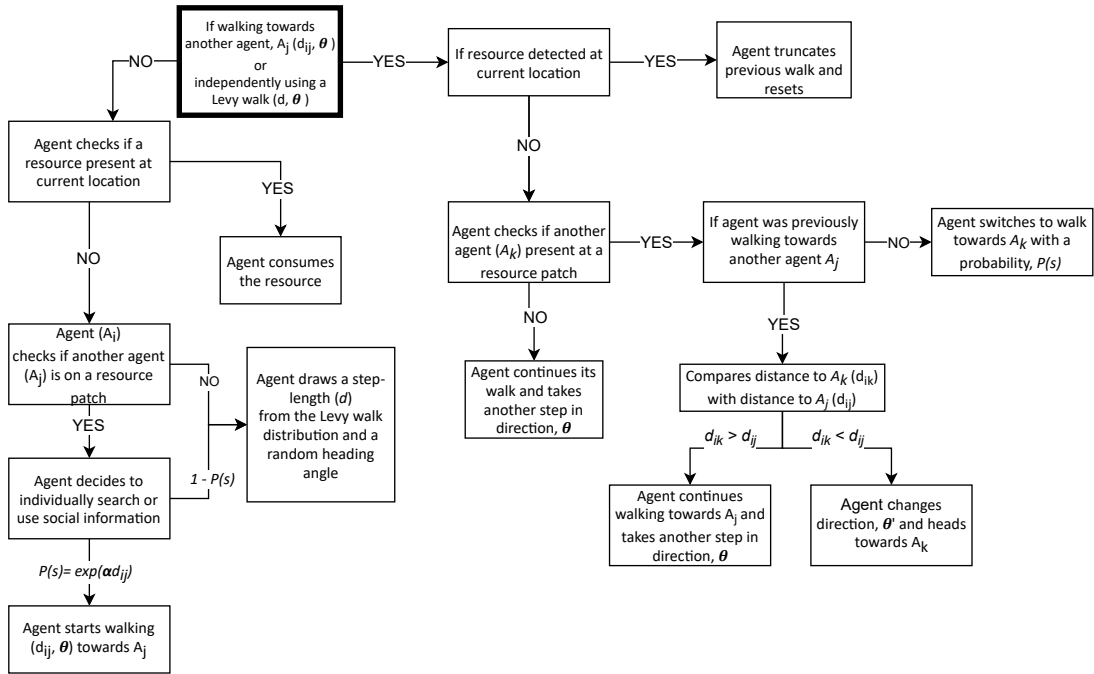 If walking towards
another agent, Aj (dij, θ )
or
independently using a
Levy walk (d, θ )
NO
YES
If resource detected at
current location
YES
Agent truncates
previous walk and
resets
Agent checks if a
resource present at
current location
YES
Agent consumes
the resource
NO
NO
Agent checks if another
agent (Ak) present at a
resource patch
YES
If agent was previously
walking towards
another agent Aj
NO
Agent switches to walk
towards Ak with a
probability, P(s)
NO
Agent continues its
walk and takes
another step in
direction, θ
YES
Compares distance to Ak (dik)
with distance to Aj (dij)
dik > dij
dik < dij
Agent continues
walking towards Aj and
takes another step in
direction, θ
Agent changes
direction, θ' and heads
towards Ak
Agent (Ai)
checks if another agent
(Aj) is on a resource
patch
NO
Agent draws a step-
length (d)
from the Levy walk
distribution and a
random heading
angle
YES
Agent decides to
individually search or
use social information
1 - P(s)
P(s)= exp(αdij)
Agent starts walking
(dij, θ) towards Aj